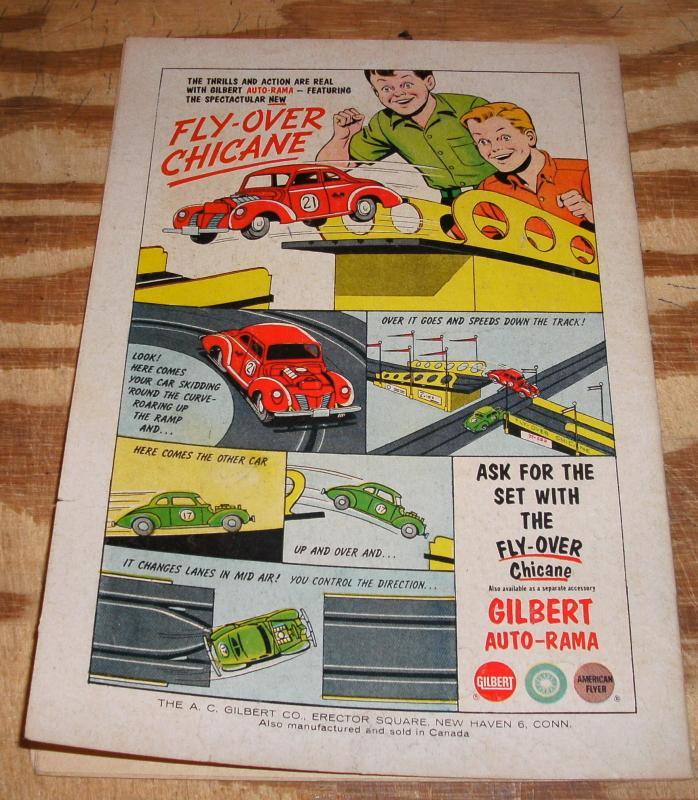 THE THRILLS AND ACTION ARE REAL
WITH GILBERT AUTO-RAMA — FEATURING
THE SPECTACTULAR NEW
FLY-OVER
CHICANE
21
LOOK!
HERE COMES
YOUR CAR SKIDDING
'ROUND THE CURVE-
ROARING UP
THE RAMP
AND...
21
OVER IT GOES AND SPEEDS DOWN THE TRACK!
FLY-OVER CHICANE
HERE COMES THE OTHER CAR
17
UP AND OVER AND...
17
IT CHANGES LANES IN MID AIR! YOU CONTROL THE DIRECTION...
ASK FOR THE
SET WITH
THE
FLY-OVER
Chicane
Also available as a separate accessory
GILBERT
AUTO-RAMA
GILBERT
AMERICAN
FLYER
THE A. C. GILBERT CO., ERECTOR SQUARE, NEW HAVEN 6, CONN.
Also manufactured and sold in Canada